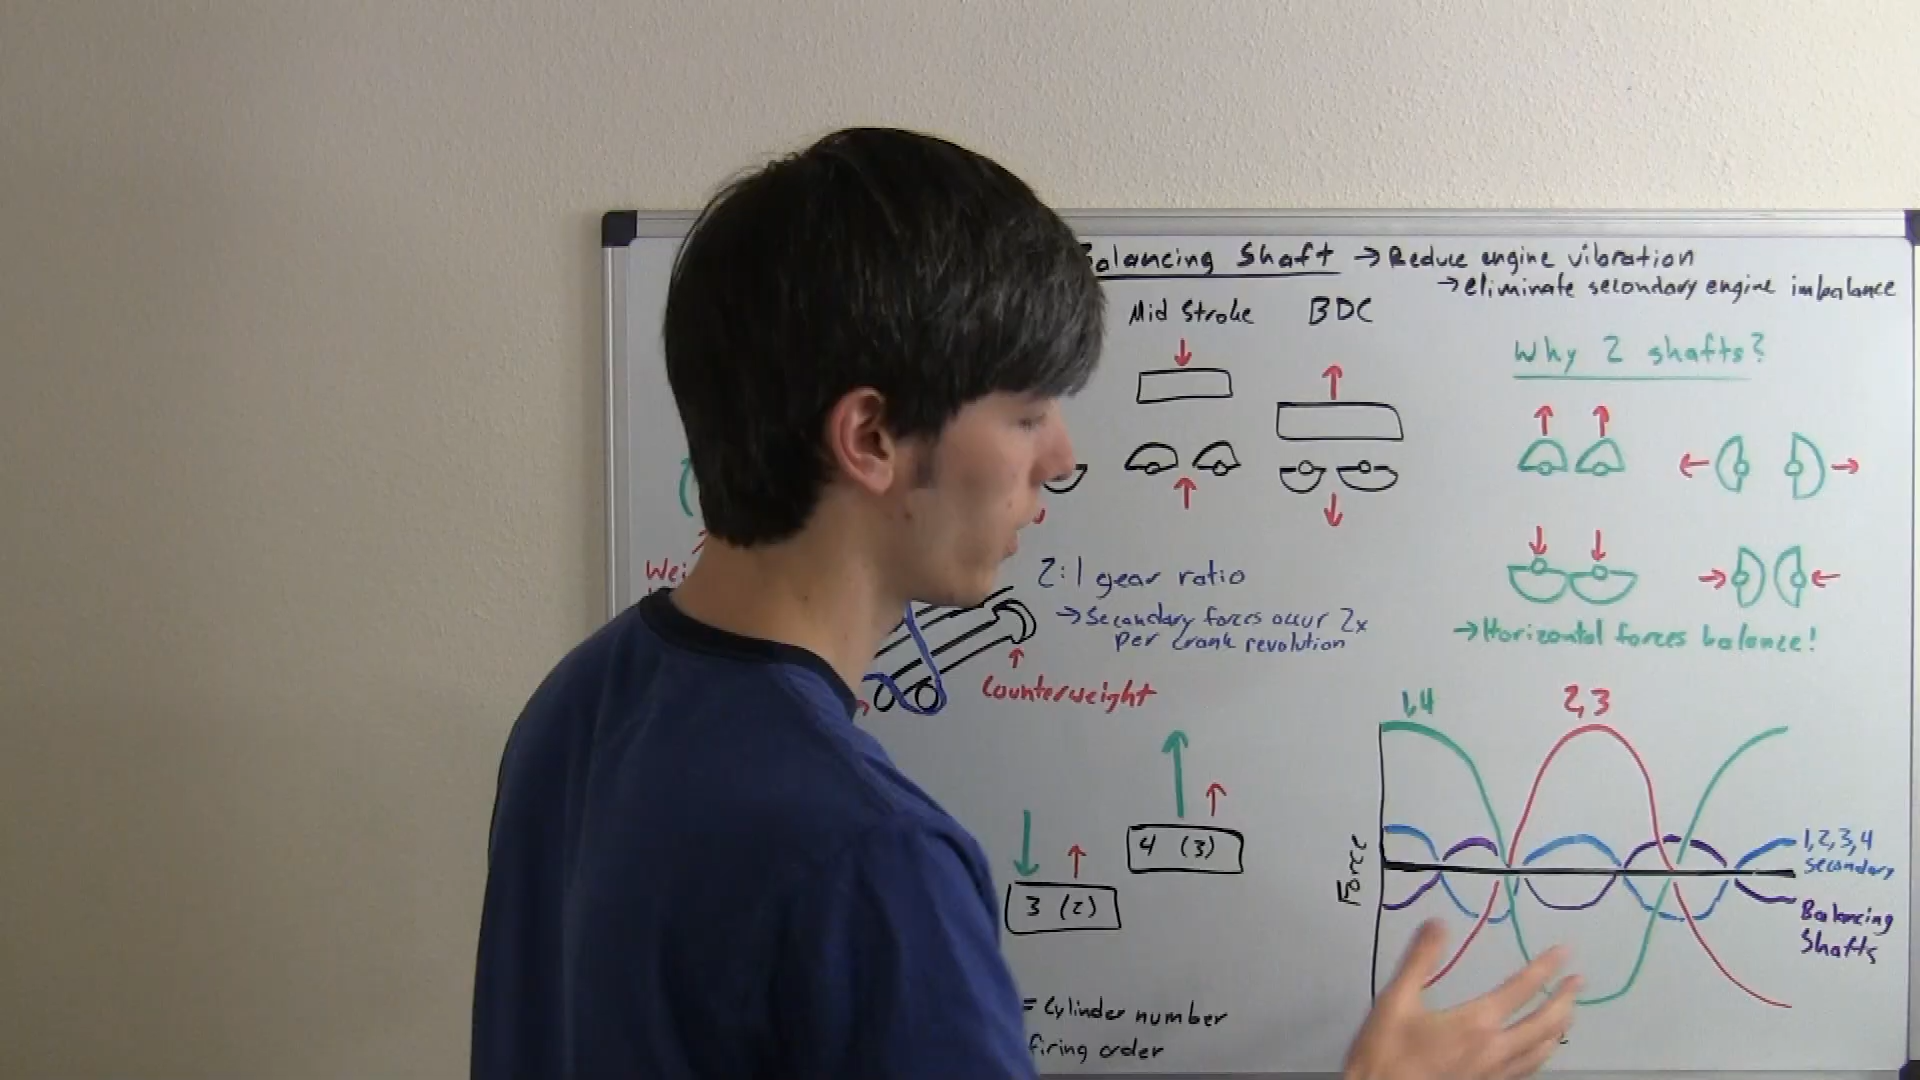 Balancing Shaft → Reduce engine vibration
→ eliminate secondary engine imbalance
Mid Stroke BDC
Why 2 shafts?
2:1 gear ratio
→ Secondary forces occur 2x
per crank revolution
Counterweight
→ Horizontal forces balance!
1,4 2,3
4 (3)
3 (2)
Force
1,2,3,4
Secondary
Balancing
Shafts
= Cylinder number
firing order